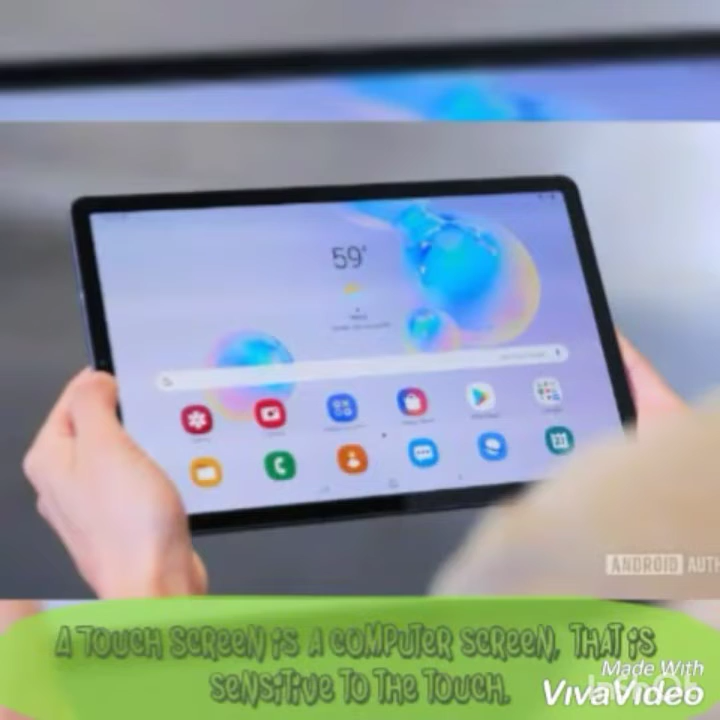 59°
ANDROID AUTH
A TOUCH SCREEN IS A COMPUTER SCREEN, THAT IS
SENSITIVE TO THE TOUCH.
Made With
VivaVideo